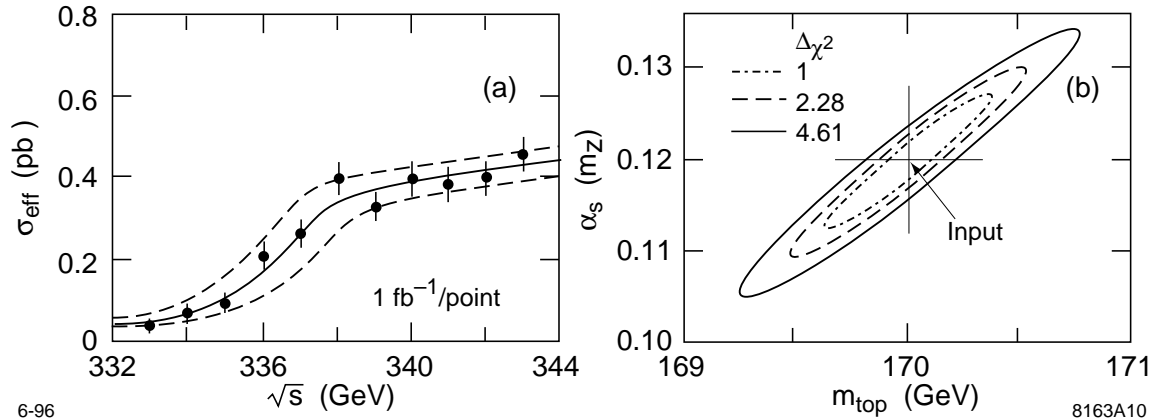 0.8
0.6
0.4
0.2
0
σeff (pb)
(a)
1 fb⁻¹/point
332
336
340
344
√s (GeV)
6-96
0.13
0.12
0.11
0.10
αs (mZ)
Δχ2
1
2.28
4.61
(b)
Input
169
170
171
mtop (GeV)
8163A10